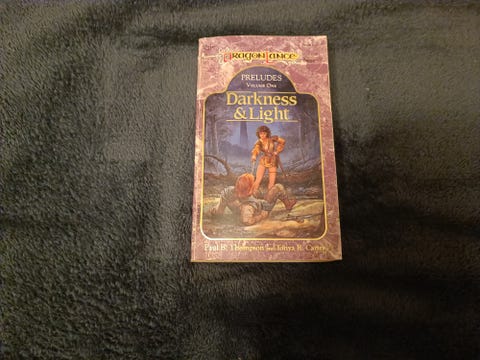 DRAGONLANCE
PRELUDES
VOLUME ONE
Darkness
& Light
Paul B. Thompson and Tonya R. Carter